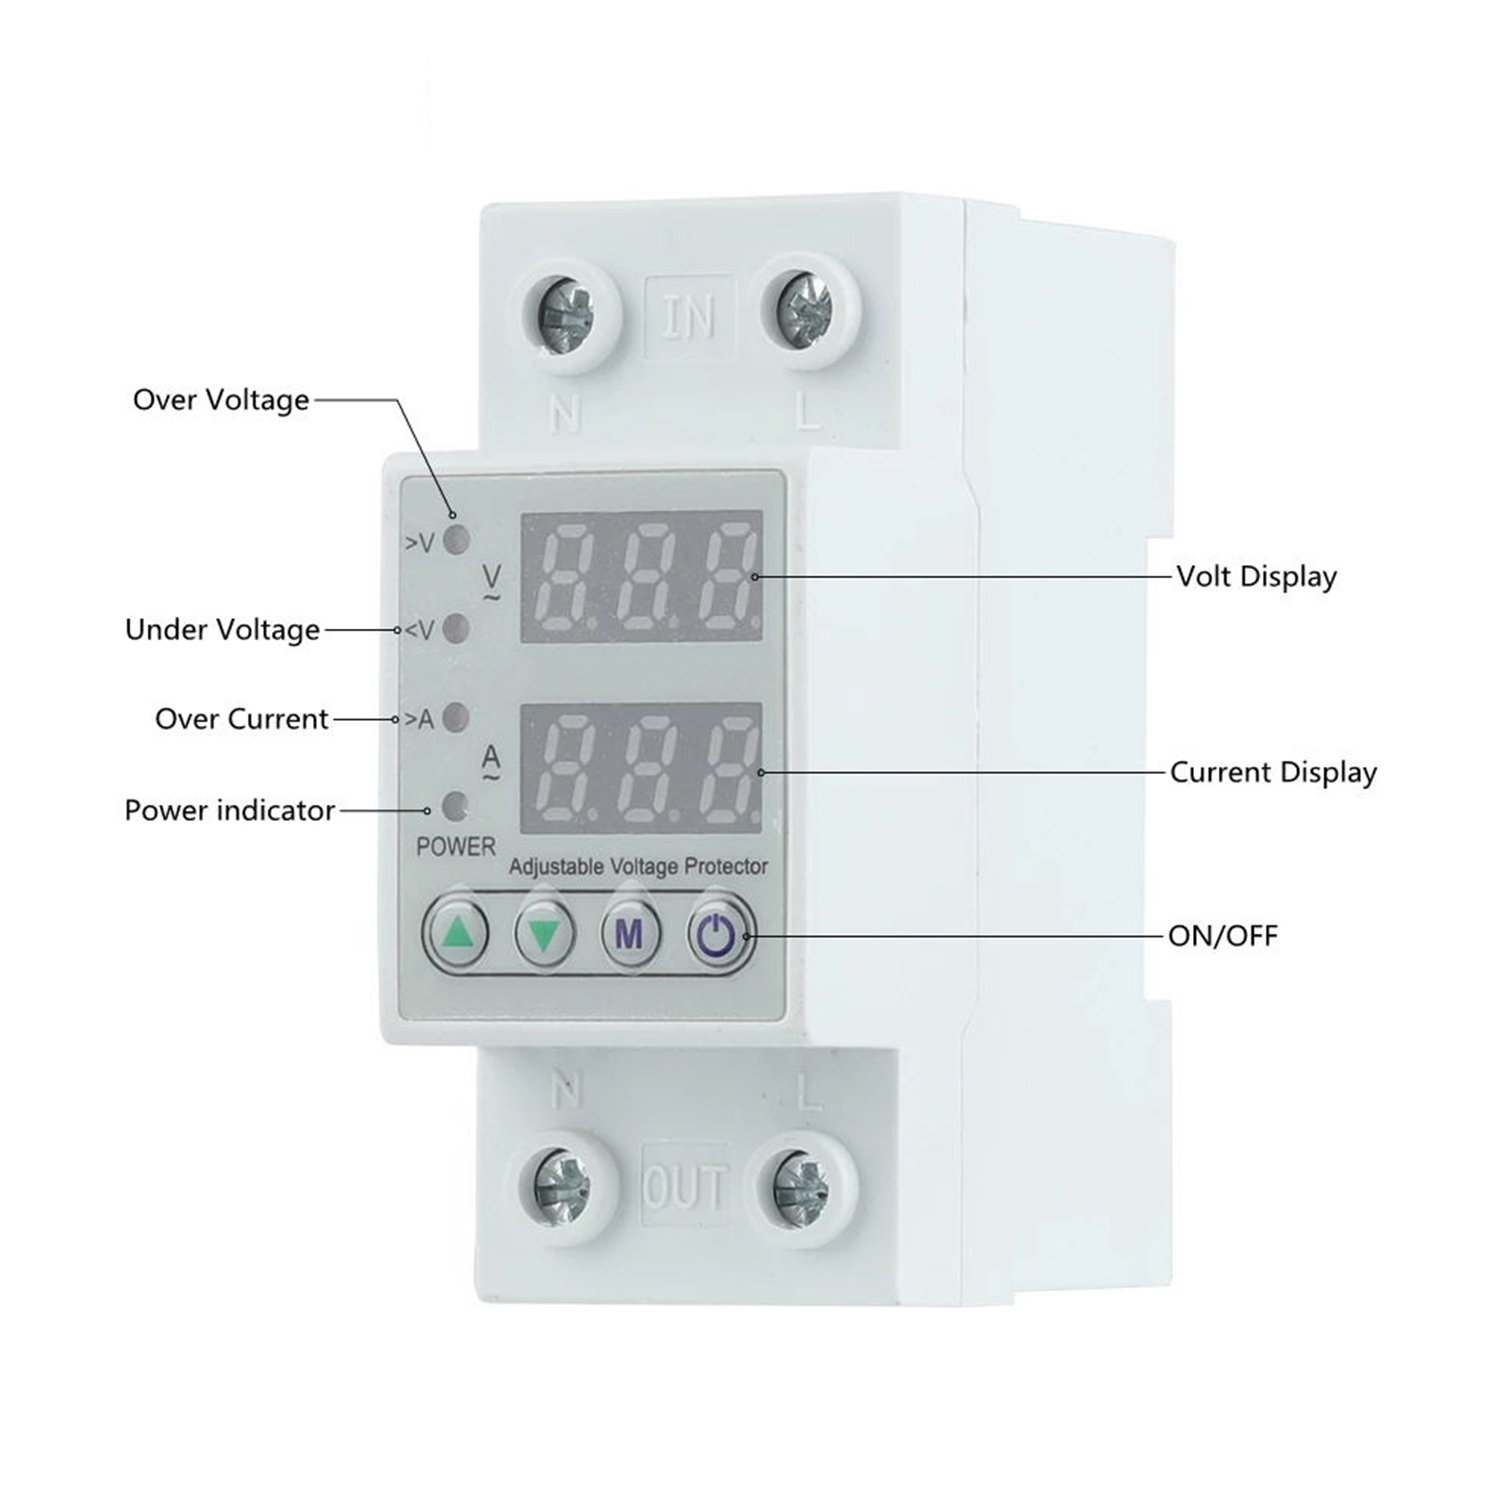 IN
N L
Over Voltage
>V
V
~
Volt Display
Under Voltage
<V
Over Current
>A
A
~
Current Display
Power indicator
POWER
Adjustable Voltage Protector
M
ON/OFF
N L
OUT